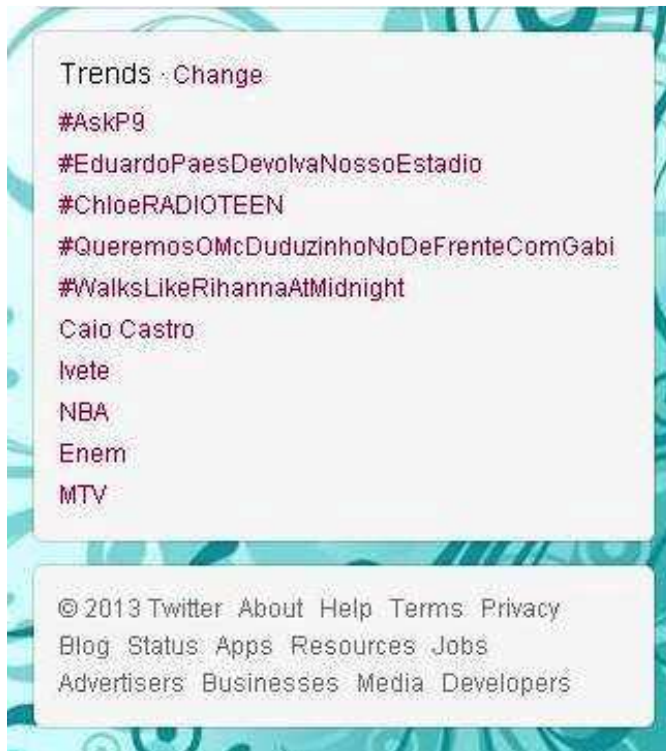 Trends · Change
#AskP9
#EduardoPaesDevolvaNossoEstadio
#ChloeRADIOTEEN
#QueremosOMcDuduzinhoNoDeFrenteComGabi
#WalksLikeRihannaAtMidnight
Caio Castro
Ivete
NBA
Enem
MTV
© 2013 Twitter About Help Terms Privacy
Blog Status Apps Resources Jobs
Advertisers Businesses Media Developers